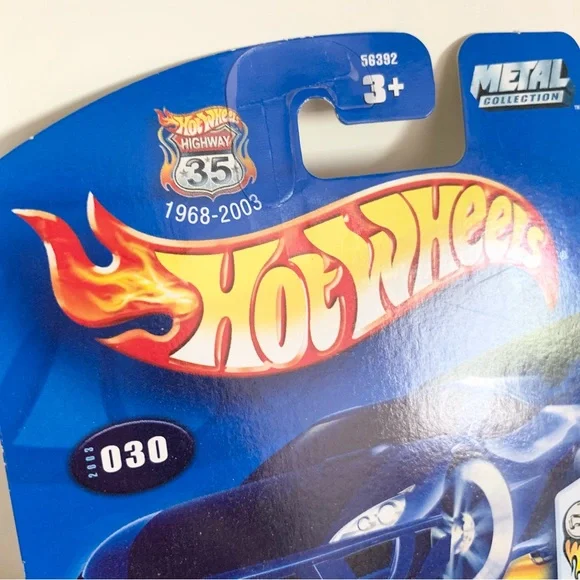 56392
3+
METAL
COLLECTION
HOT WHEELS
HIGHWAY
35
1968-2003
HOT WHEELS
2003
030